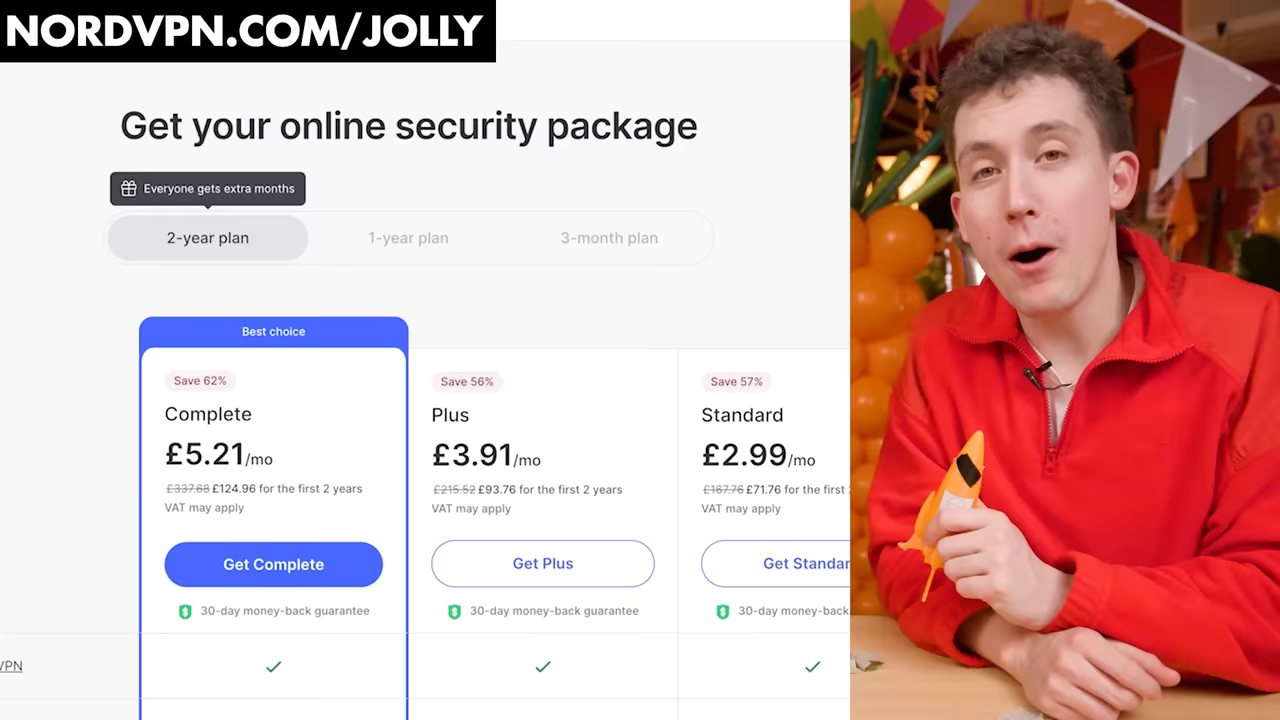 NORDVPN.COM/JOLLY
Get your online security package
Everyone gets extra months
2-year plan
1-year plan
3-month plan
Best choice
Save 62%
Complete
£5.21/mo
£337.68 £124.96 for the first 2 years
VAT may apply
Get Complete
30-day money-back guarantee
Save 56%
Plus
£3.91/mo
£215.52 £93.76 for the first 2 years
VAT may apply
Get Plus
30-day money-back guarantee
Save 57%
Standard
£2.99/mo
£167.76 £71.76 for the first 2 years
VAT may apply
Get Standar
30-day money-back
VPN